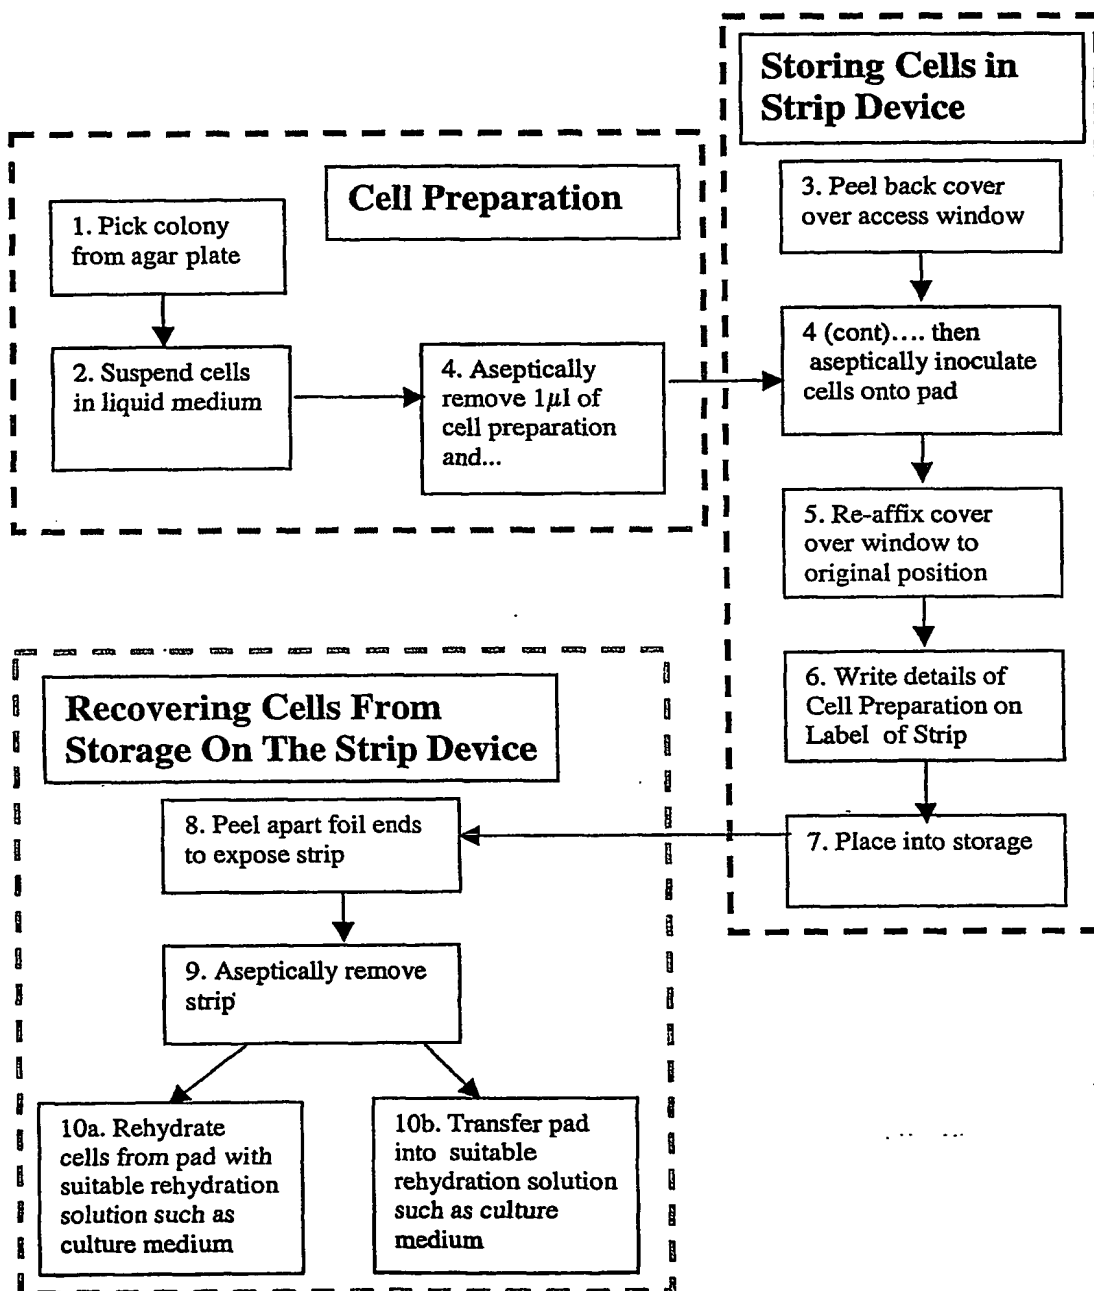 Cell Preparation
1. Pick colony
from agar plate
2. Suspend cells
in liquid medium
4. Aseptically
remove 1µl of
cell preparation
and...
Storing Cells in
Strip Device
3. Peel back cover
over access window
4 (cont).... then
aseptically inoculate
cells onto pad
5. Re-affix cover
over window to
original position
6. Write details of
Cell Preparation on
Label of Strip
7. Place into storage
Recovering Cells From
Storage On The Strip Device
8. Peel apart foil ends
to expose strip
9. Aseptically remove
strip
10a. Rehydrate
cells from pad with
suitable rehydration
solution such as
culture medium
10b. Transfer pad
into suitable
rehydration solution
such as culture
medium